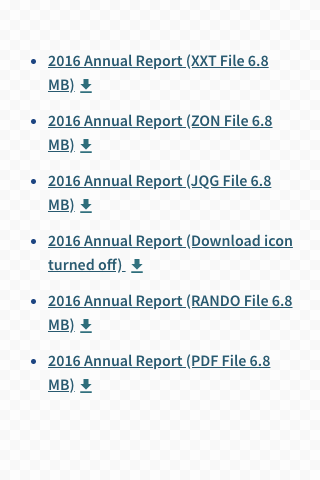 2016 Annual Report (XXT File 6.8
MB)
2016 Annual Report (ZON File 6.8
MB)
2016 Annual Report (JQG File 6.8
MB)
2016 Annual Report (Download icon
turned off)
2016 Annual Report (RANDO File 6.8
MB)
2016 Annual Report (PDF File 6.8
MB)